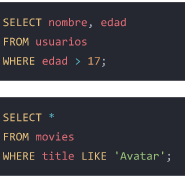 SELECT nombre, edad
FROM usuarios
WHERE edad > 17;
SELECT *
FROM movies
WHERE title LIKE 'Avatar';